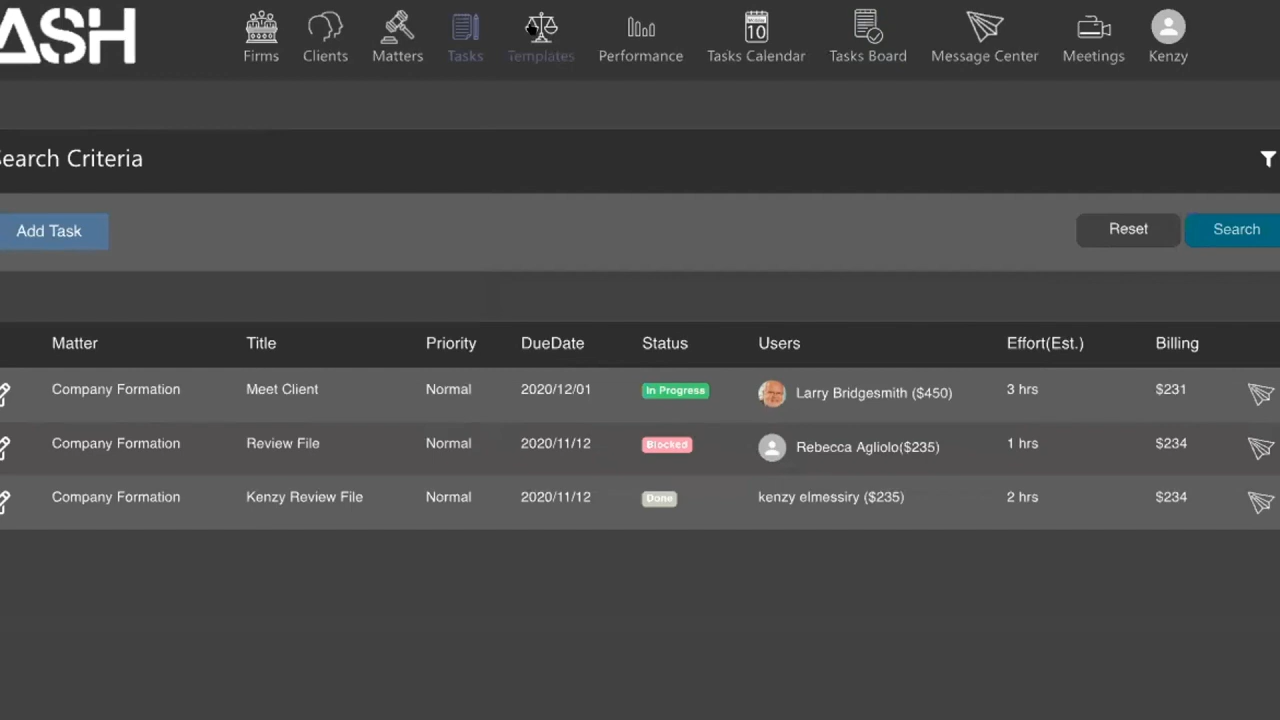 ASH
Firms Clients Matters Tasks Templates Performance 10 Tasks Calendar Tasks Board Message Center Meetings Kenzy
Search Criteria
Add Task Reset Search
Matter Title Priority DueDate Status Users Effort(Est.) Billing
Company Formation Meet Client Normal 2020/12/01 In Progress Larry Bridgesmith ($450) 3 hrs $231
Company Formation Review File Normal 2020/11/12 Blocked Rebecca Agliolo($235) 1 hrs $234
Company Formation Kenzy Review File Normal 2020/11/12 Done kenzy elmessiry ($235) 2 hrs $234